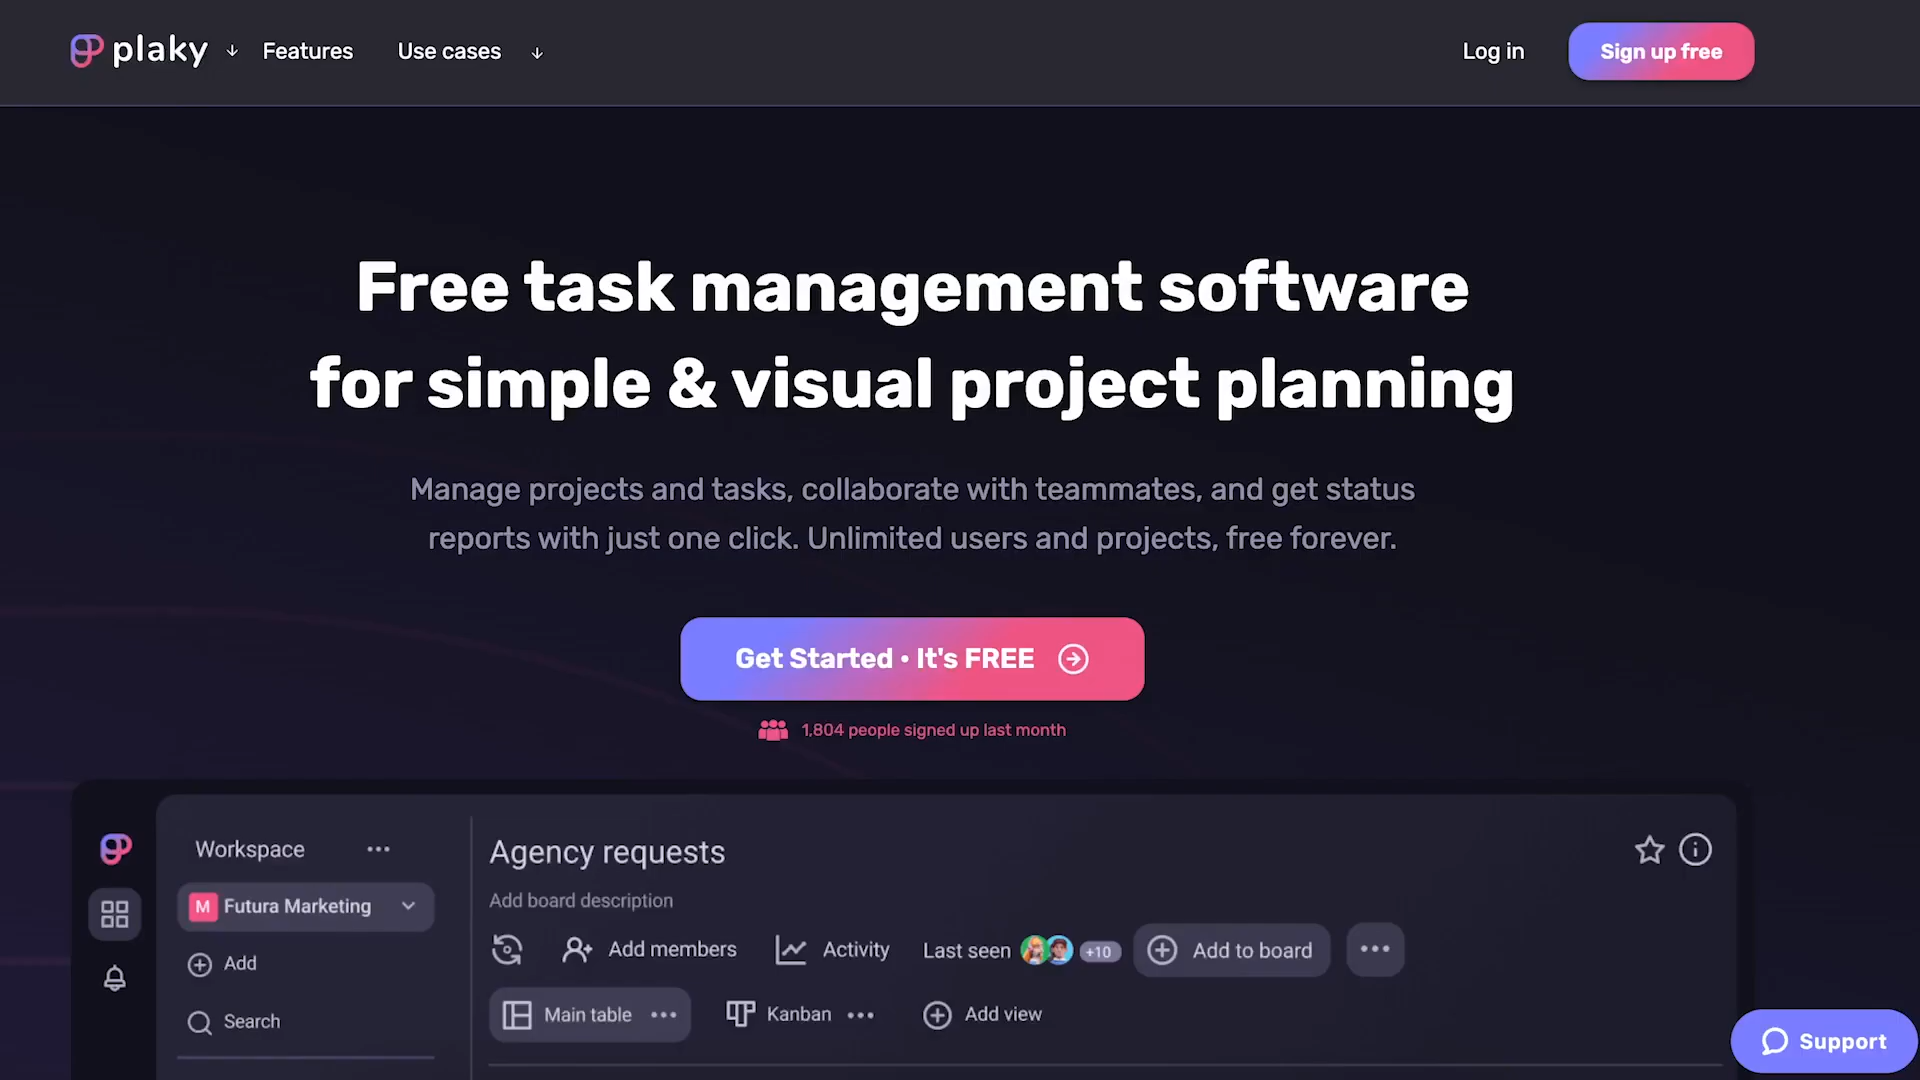 plaky
Features
Use cases
Log in
Sign up free
Free task management software
for simple & visual project planning
Manage projects and tasks, collaborate with teammates, and get status
reports with just one click. Unlimited users and projects, free forever.
Get Started • It's FREE
1,804 people signed up last month
Workspace
M Futura Marketing
Add
Search
Agency requests
Add board description
Add members
Activity
Last seen
+10
Add to board
Main table
Kanban
Add view
Support